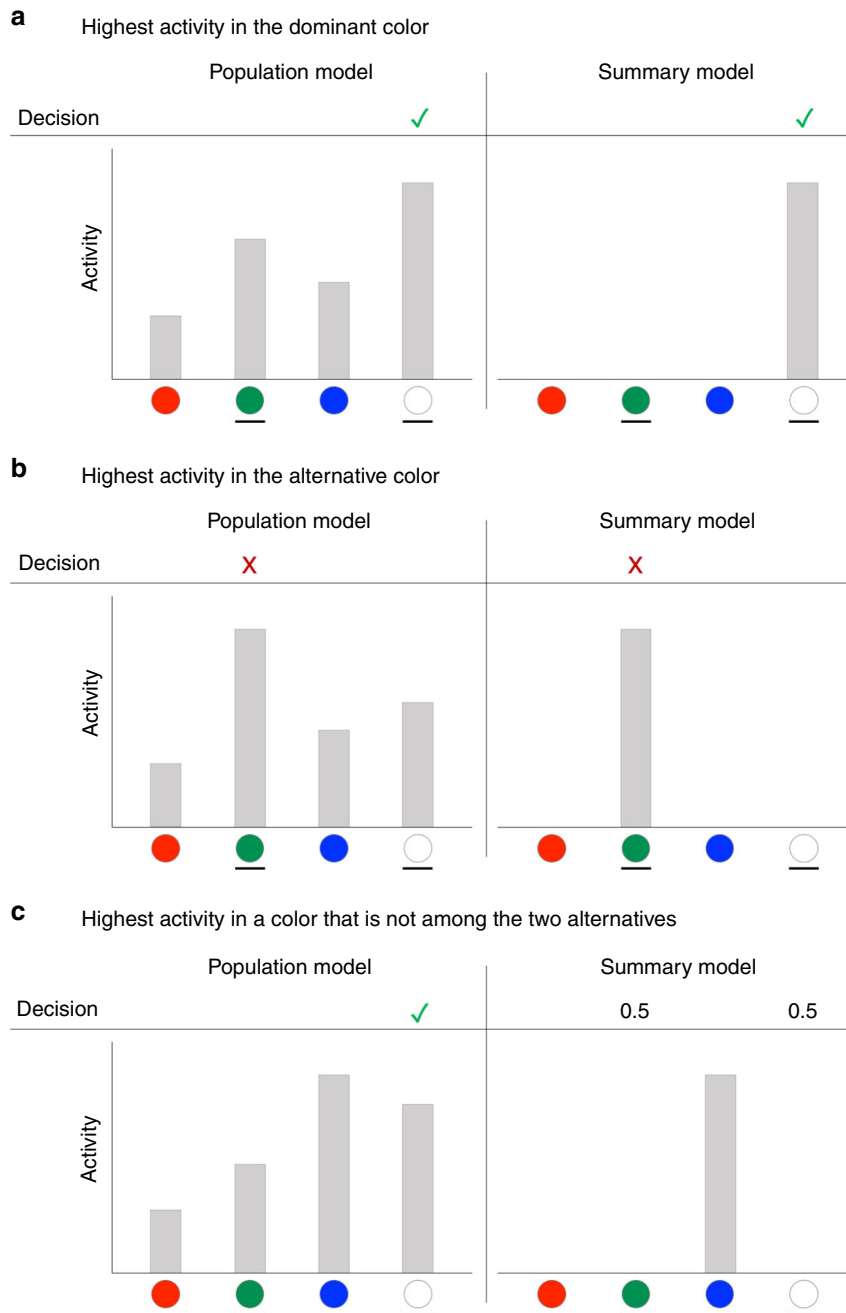 a Highest activity in the dominant color
Population model Summary model
Decision ✓ ✓
Activity
b Highest activity in the alternative color
Population model Summary model
Decision X X
Activity
c Highest activity in a color that is not among the two alternatives
Population model Summary model
Decision ✓ 0.5 0.5
Activity